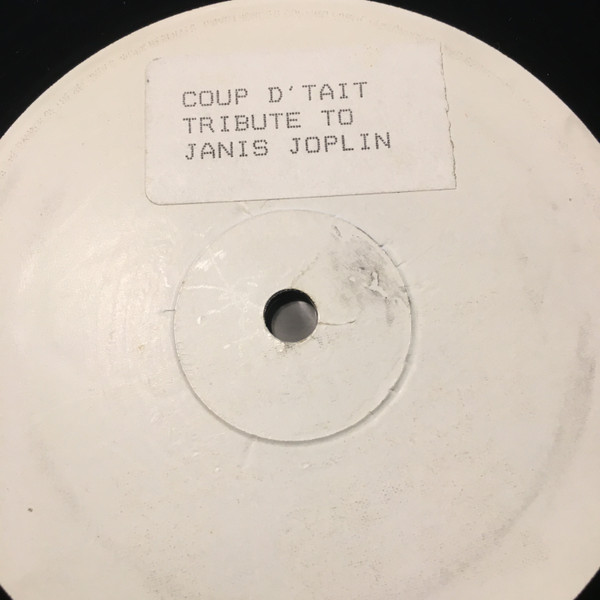 COUP D'TAIT
TRIBUTE TO
JANIS JOPLIN